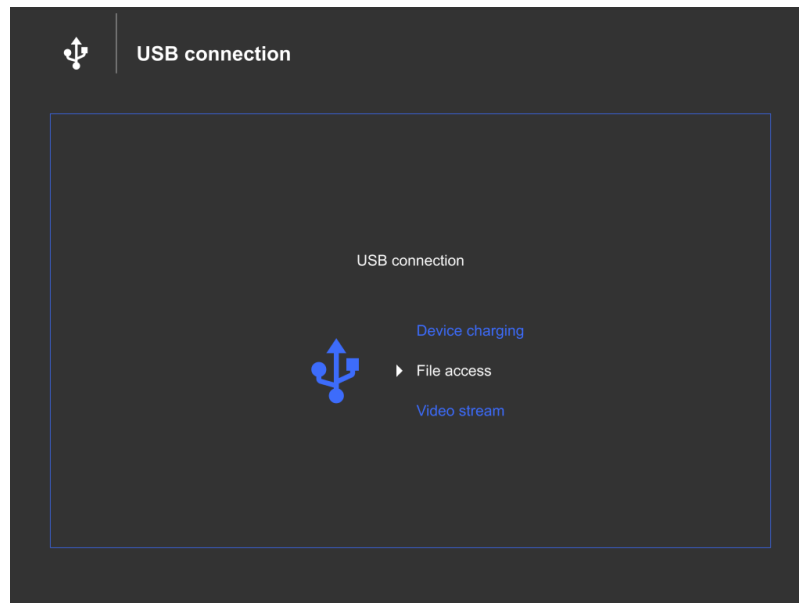 USB connection
USB connection
Device charging
File access
Video stream